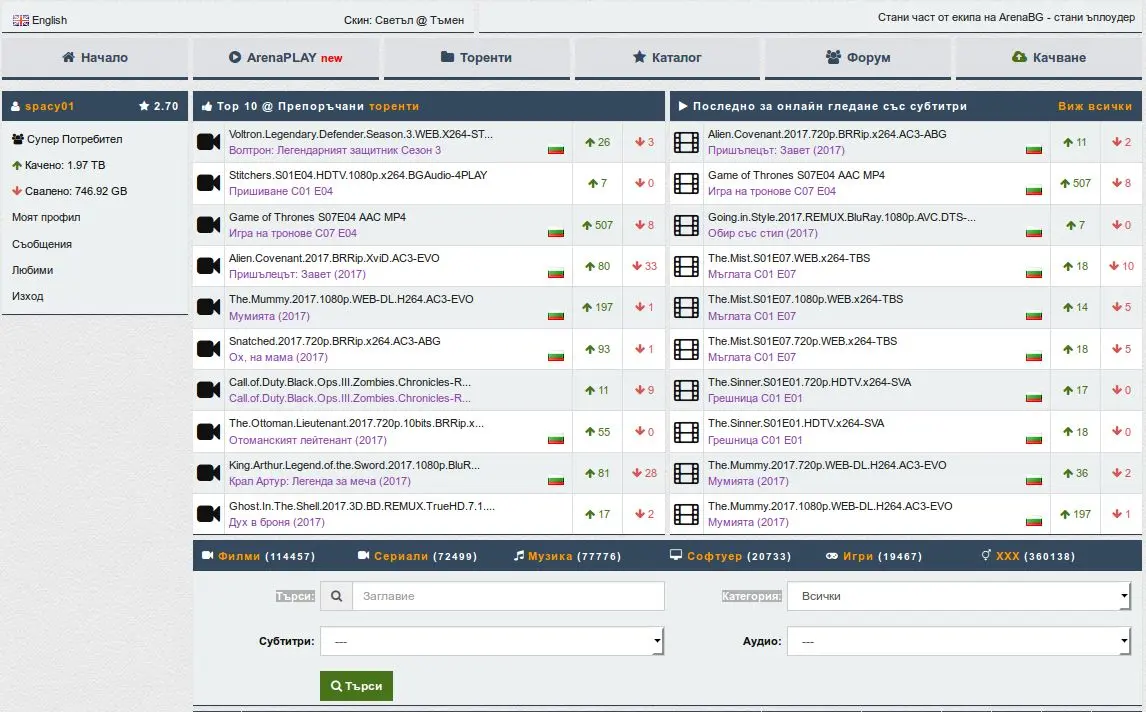 English
Скин: Светъл @ Тъмен
Стани част от екипа на ArenaBG - стани ъплоудер
Начало
ArenaPLAY new
Торенти
Каталог
Форум
Качване
spacy01 2.70
Супер Потребител
Качено: 1.97 TB
Свалено: 746.92 GB
Моят профил
Съобщения
Любими
Изход
Top 10 @ Препоръчани торенти
Voltron.Legendary.Defender.Season.3.WEB.X264-ST...
Волтрон: Легендарният защитник Сезон 3
26 3
Stitchers.S01E04.HDTV.1080p.x264.BGAudio-4PLAY
Пришиване С01 Е04
7 0
Game of Thrones S07E04 AAC MP4
Игра на тронове С07 Е04
507 8
Alien.Covenant.2017.BRRip.XviD.AC3-EVO
Пришълецът: Завет (2017)
80 33
The.Mummy.2017.1080p.WEB-DL.H264.AC3-EVO
Мумията (2017)
197 1
Snatched.2017.720p.BRRip.x264.AC3-ABG
Ох, на мама (2017)
93 1
Call.of.Duty.Black.Ops.III.Zombies.Chronicles-R...
Call.of.Duty.Black.Ops.III.Zombies.Chronicles-R...
11 9
The.Ottoman.Lieutenant.2017.720p.10bits.BRRip.x...
Отоманският лейтенант (2017)
55 0
King.Arthur.Legend.of.the.Sword.2017.1080p.BluR...
Крал Артур: Легенда за меча (2017)
81 28
Ghost.In.The.Shell.2017.3D.BD.REMUX.TrueHD.7.1....
Дух в броня (2017)
17 2
Последно за онлайн гледане със субтитри
Виж всички
Alien.Covenant.2017.720p.BRRip.x264.AC3-ABG
Пришълецът: Завет (2017)
11 2
Game of Thrones S07E04 AAC MP4
Игра на тронове С07 Е04
507 8
Going.in.Style.2017.REMUX.BluRay.1080p.AVC.DTS-...
Обир със стил (2017)
7 0
The.Mist.S01E07.WEB.x264-TBS
Мъглата С01 Е07
18 10
The.Mist.S01E07.1080p.WEB.x264-TBS
Мъглата С01 Е07
14 5
The.Mist.S01E07.720p.WEB.x264-TBS
Мъглата С01 Е07
18 5
The.Sinner.S01E01.720p.HDTV.x264-SVA
Грешница С01 Е01
17 0
The.Sinner.S01E01.HDTV.x264-SVA
Грешница С01 Е01
18 0
The.Mummy.2017.720p.WEB-DL.H264.AC3-EVO
Мумията (2017)
36 2
The.Mummy.2017.1080p.WEB-DL.H264.AC3-EVO
Мумията (2017)
197 1
Филми (114457)
Сериали (72499)
Музика (77776)
Софтуер (20733)
Игри (19467)
XXX (360138)
Търси:
Заглавие
Категория:
Всички
Субтитри:
---
Аудио:
---
Търси